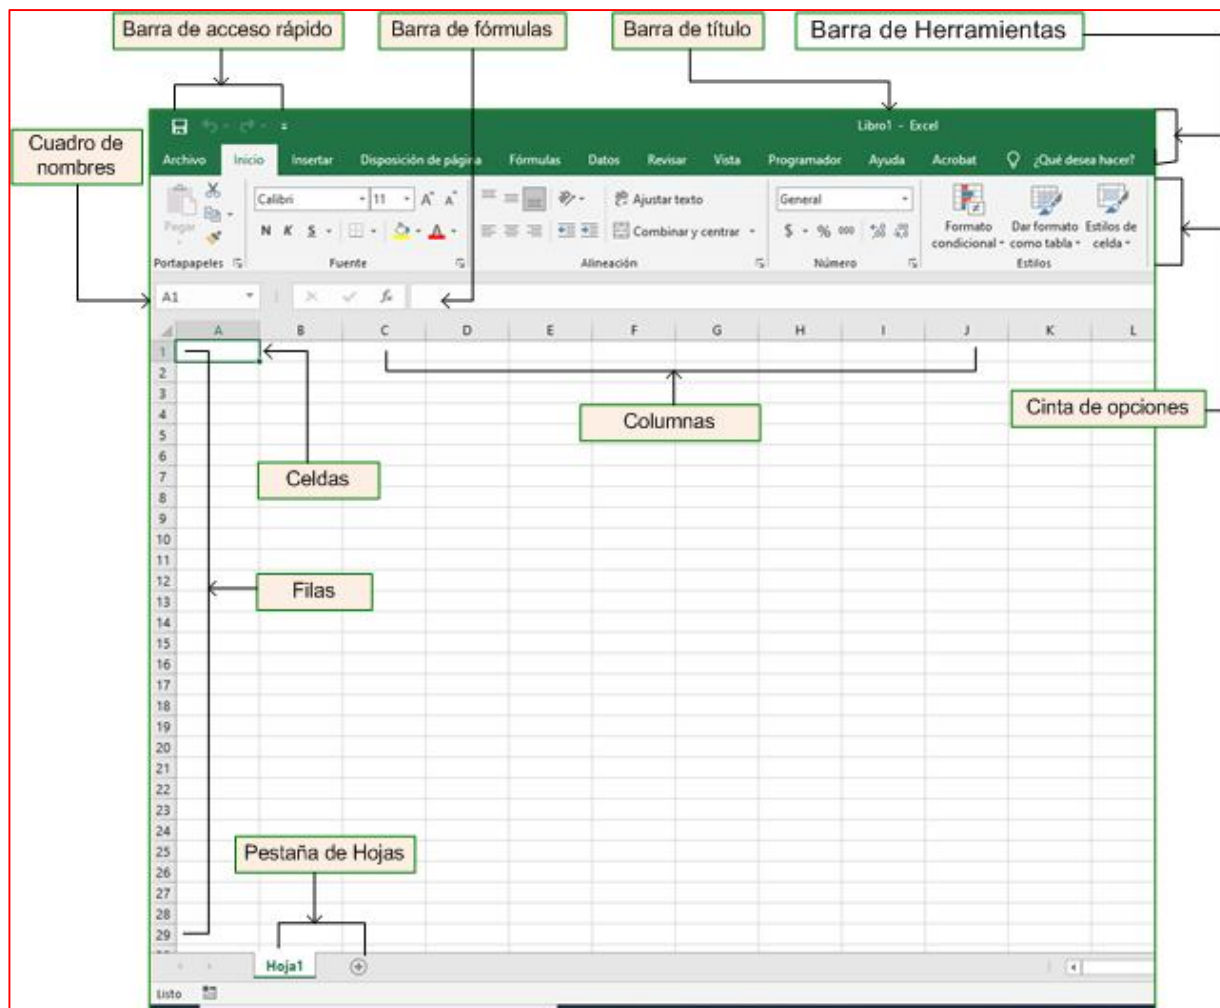 Barra de acceso rápido
Barra de fórmulas
Barra de título
Barra de Herramientas
Cuadro de
nombres
Libro1 - Excel
Archivo Inicio Insertar Disposición de página Fórmulas Datos Revisar Vista Programador Ayuda Acrobat ¿Qué desea hacer?
Pegar
Calibri 11 A A Ajustar texto General
N K S A Combinar y centrar $ % 000
Formato
condicional
Dar formato
como tabla
Estilos de
celda
Portapapeles Fuente Alineación Número Estilos
A1 fx
A B C D E F G H I J K L
1
2
3
4
5
6
7
8
9
10
11
12
13
14
15
16
17
18
19
20
21
22
23
24
25
26
27
28
29
Columnas
Cinta de opciones
Celdas
Filas
Pestaña de Hojas
Hoja1
Listo